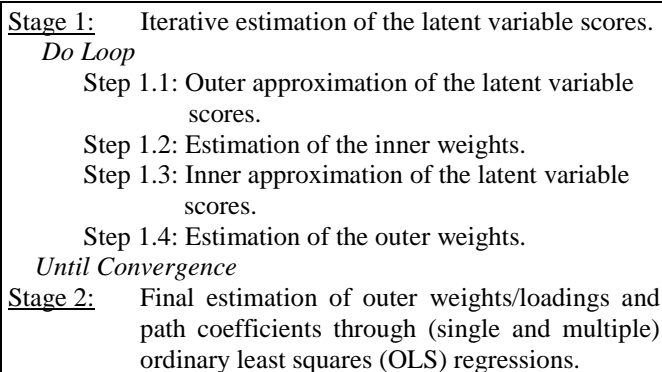 Stage 1: Iterative estimation of the latent variable scores.
Do Loop
Step 1.1: Outer approximation of the latent variable
scores.
Step 1.2: Estimation of the inner weights.
Step 1.3: Inner approximation of the latent variable
scores.
Step 1.4: Estimation of the outer weights.
Until Convergence
Stage 2: Final estimation of outer weights/loadings and
path coefficients through (single and multiple)
ordinary least squares (OLS) regressions.